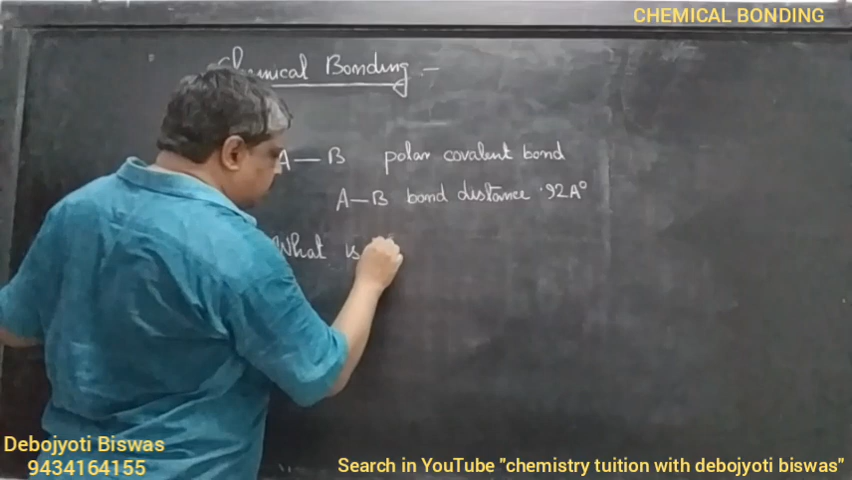 CHEMICAL BONDING
Chemical Bonding :-
A — B polar covalent bond
A—B bond distance .92A°
What is
Debojyoti Biswas
9434164155
Search in YouTube "chemistry tuition with debojyoti biswas"